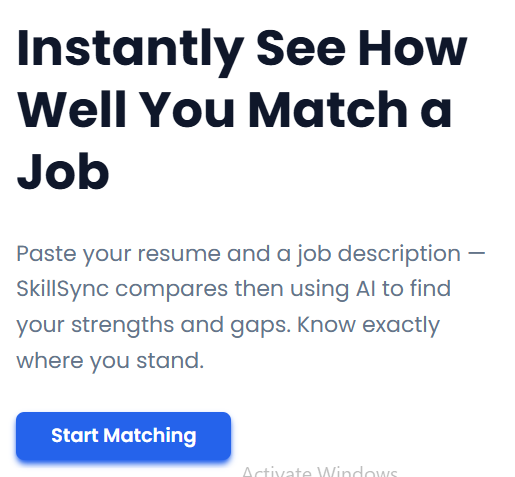 Instantly See How
Well You Match a
Job
Paste your resume and a job description —
SkillSync compares then using AI to find
your strengths and gaps. Know exactly
where you stand.
Start Matching
Activate Windows